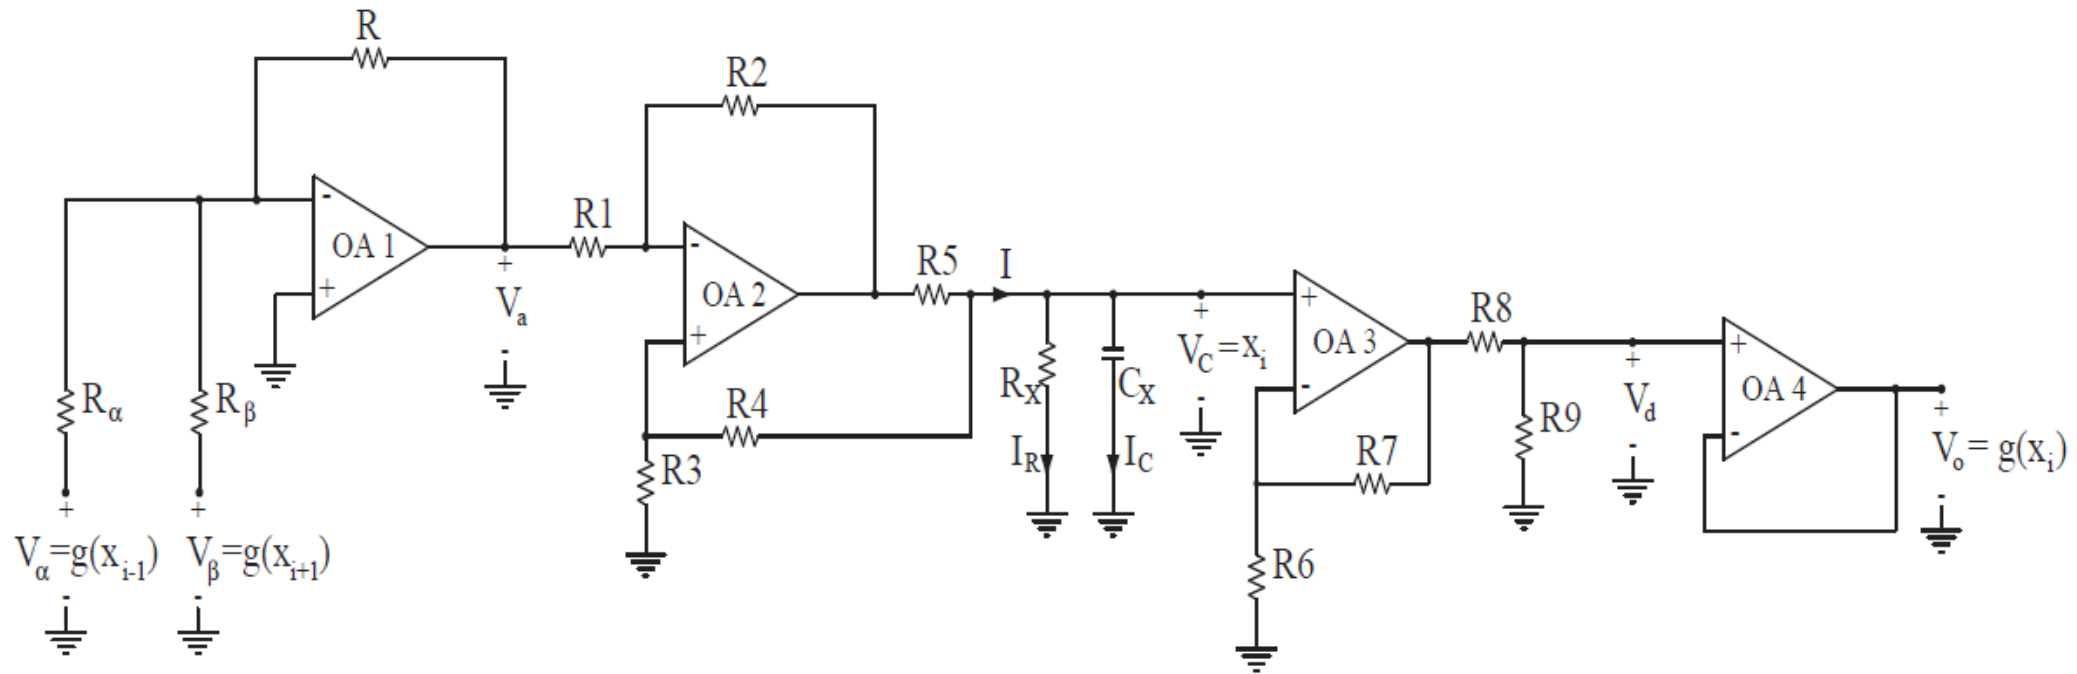 R
R2
R1
- OA 1 +
+ Vₐ -
- OA 2 +
R5
I
R4
R3
R_α
R_β
+ V_α=g(x_{i-1}) -
+ V_β=g(x_{i+1}) -
R_X
C_X
I_R
I_C
+ V_C=x_i -
+ OA 3 -
R7
R6
R8
R9
+ V_d -
+ OA 4 -
+ V_o= g(x_i) -